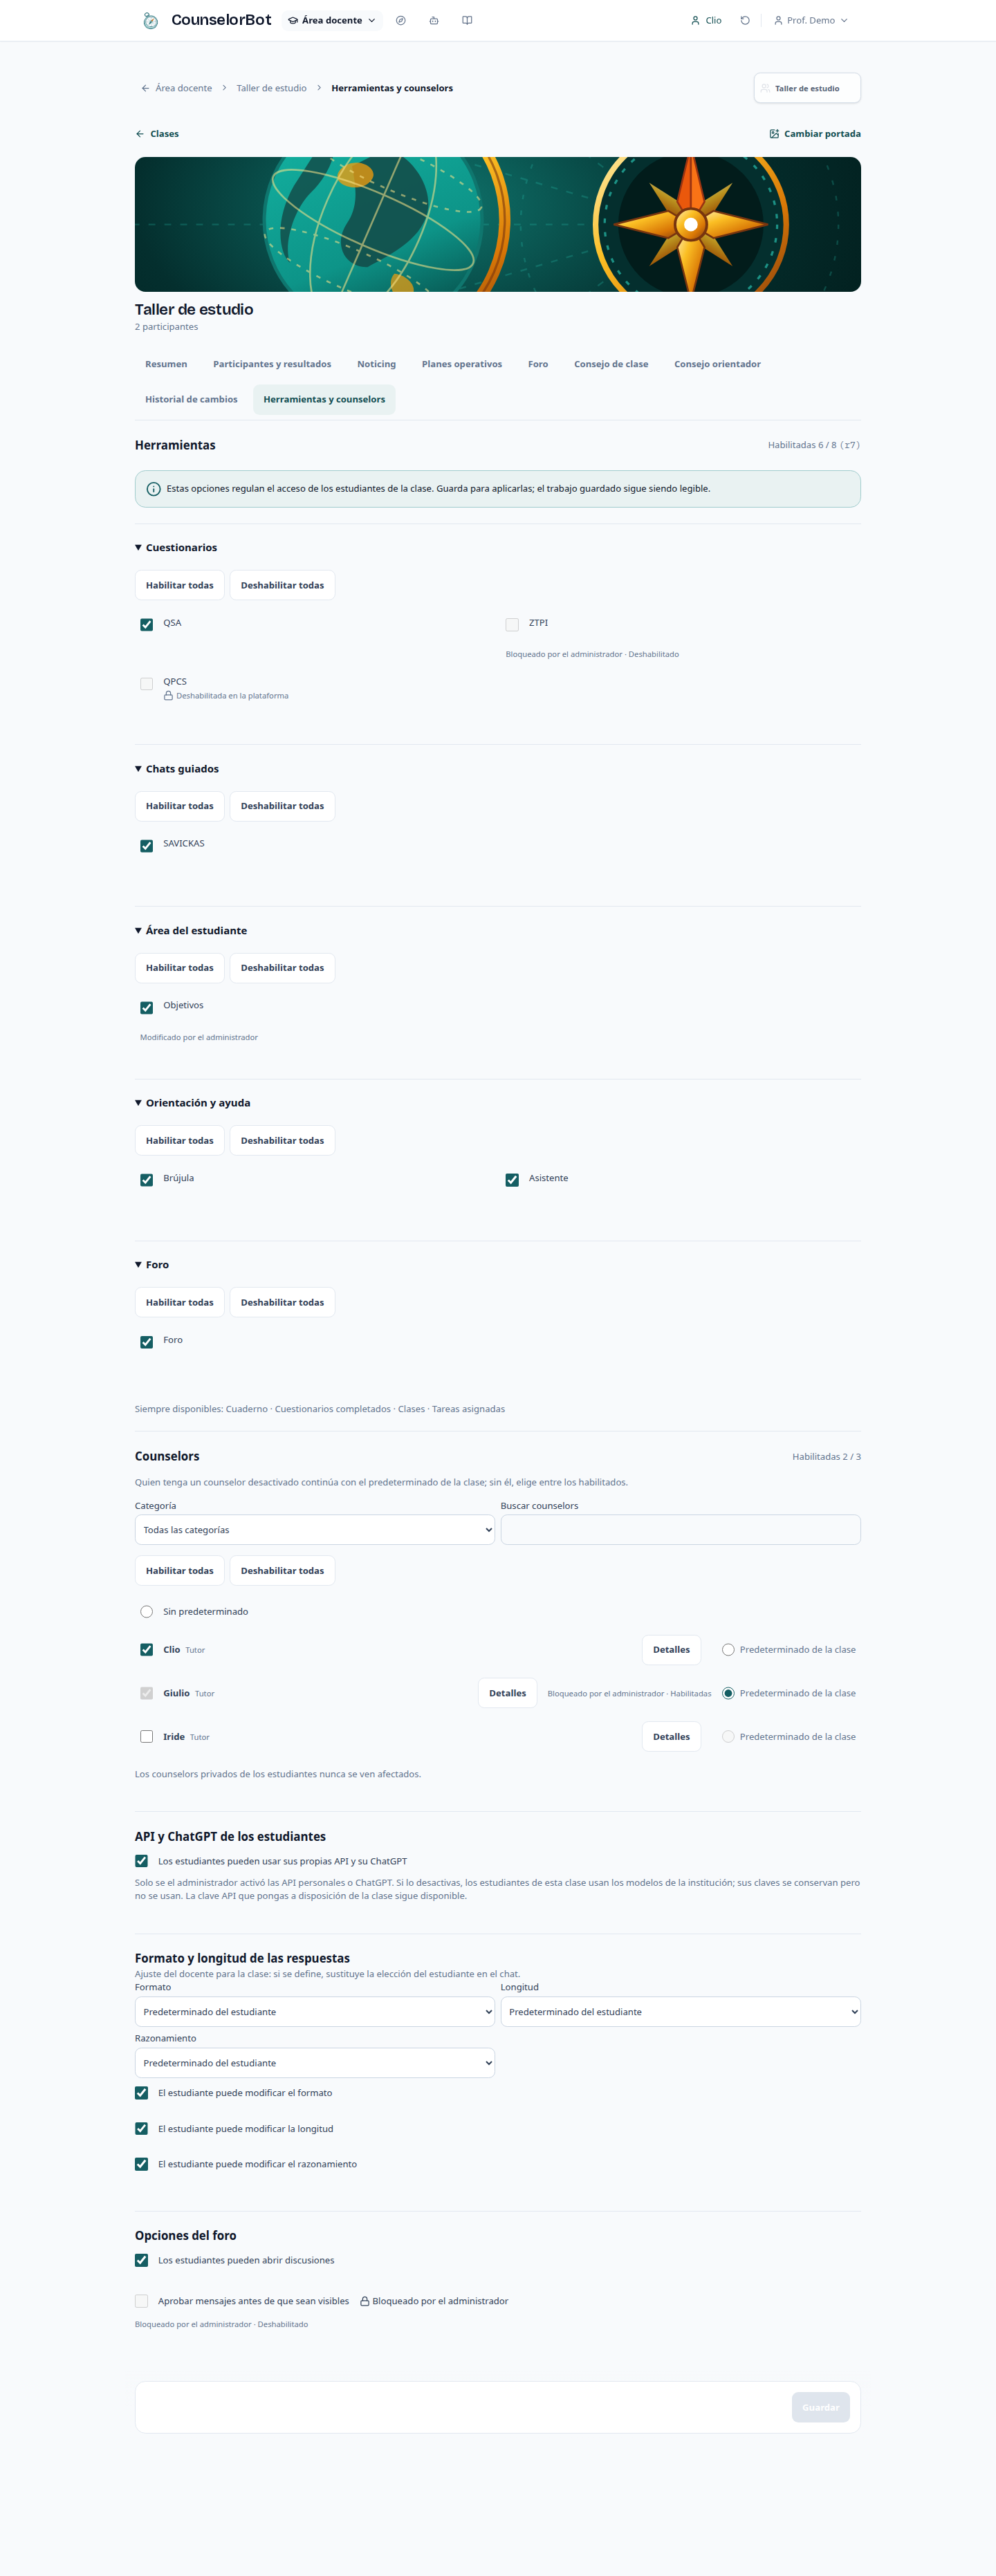 CounselorBot
Área docente
Clio
Prof. Demo
Área docente
Taller de estudio
Herramientas y counselors
Taller de estudio
Clases
Cambiar portada
Taller de estudio
2 participantes
Resumen
Participantes y resultados
Noticing
Planes operativos
Foro
Consejo de clase
Consejo orientador
Historial de cambios
Herramientas y counselors
Herramientas
Habilitadas 6 / 8 (r7)
Estas opciones regulan el acceso de los estudiantes de la clase. Guarda para aplicarlas; el trabajo guardado sigue siendo legible.
Cuestionarios
Habilitar todas
Deshabilitar todas
QSA
ZTPI
Bloqueado por el administrador · Deshabilitado
QPCS
Deshabilitada en la plataforma
Chats guiados
Habilitar todas
Deshabilitar todas
SAVICKAS
Área del estudiante
Habilitar todas
Deshabilitar todas
Objetivos
Modificado por el administrador
Orientación y ayuda
Habilitar todas
Deshabilitar todas
Brújula
Asistente
Foro
Habilitar todas
Deshabilitar todas
Foro
Siempre disponibles: Cuaderno · Cuestionarios completados · Clases · Tareas asignadas
Counselors
Habilitadas 2 / 3
Quien tenga un counselor desactivado continúa con el predeterminado de la clase; sin él, elige entre los habilitados.
Categoría
Buscar counselors
Todas las categorías
Habilitar todas
Deshabilitar todas
Sin predeterminado
Clio Tutor
Detalles
Predeterminado de la clase
Giulio Tutor
Detalles
Bloqueado por el administrador · Habilitadas
Predeterminado de la clase
Iride Tutor
Detalles
Predeterminado de la clase
Los counselors privados de los estudiantes nunca se ven afectados.
API y ChatGPT de los estudiantes
Los estudiantes pueden usar sus propias API y su ChatGPT
Solo se el administrador activó las API personales o ChatGPT. Si lo desactivas, los estudiantes de esta clase usan los modelos de la institución; sus claves se conservan pero
no se usan. La clave API que pongas a disposición de la clase sigue disponible.
Formato y longitud de las respuestas
Ajuste del docente para la clase: si se define, sustituye la elección del estudiante en el chat.
Formato
Longitud
Predeterminado del estudiante
Predeterminado del estudiante
Razonamiento
Predeterminado del estudiante
El estudiante puede modificar el formato
El estudiante puede modificar la longitud
El estudiante puede modificar el razonamiento
Opciones del foro
Los estudiantes pueden abrir discusiones
Aprobar mensajes antes de que sean visibles
Bloqueado por el administrador
Bloqueado por el administrador · Deshabilitado
Guardar